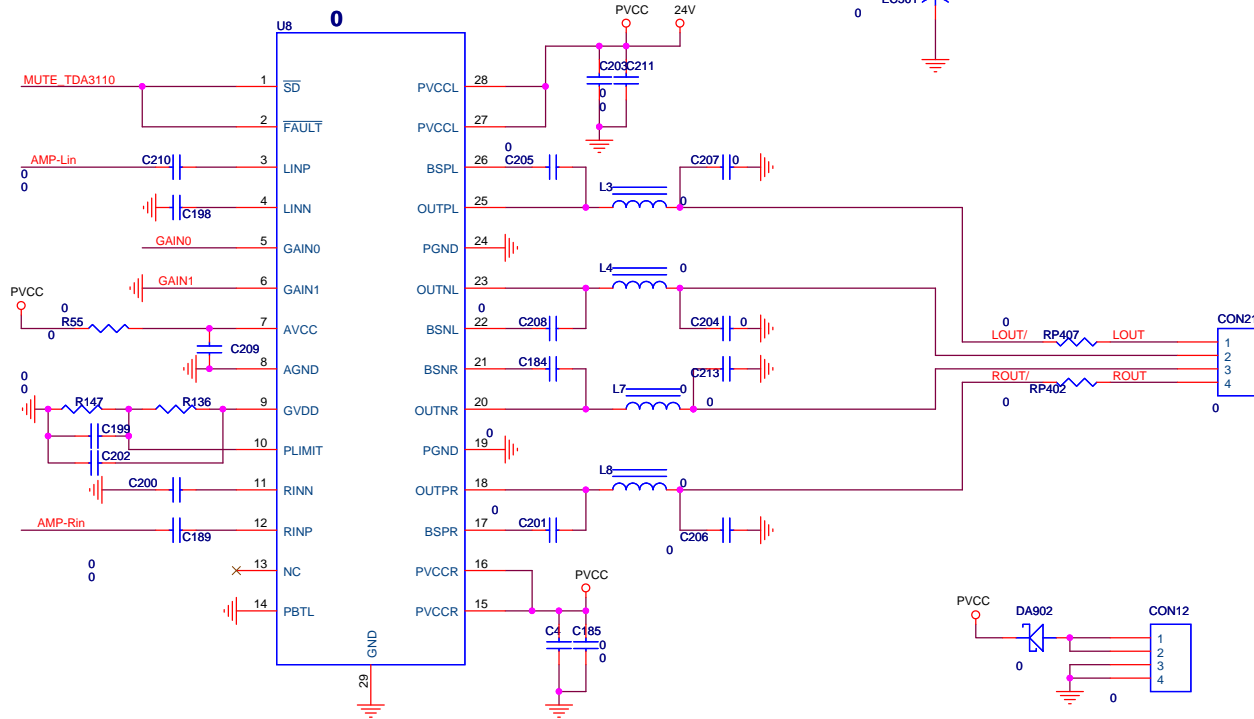 0
U8
PVCC
24V
0
MUTE_TDA3110
1
SD
PVCCL
28
C203
C211
0
0
2
FAULT
PVCCL
27
0
AMP-Lin
C210
3
LINP
BSPL
26
C205
C207
0
0
0
4
LINN
C198
OUTPL
25
L3
0
GAIN0
5
GAIN0
PGND
24
GAIN1
6
GAIN1
OUTNL
23
L4
0
PVCC
0
R55
0
7
AVCC
BSNL
22
0
C208
C204
0
C209
8
AGND
BSNR
21
C184
C213
0
0
R147
R136
9
GVDD
OUTNR
20
L7
0
0
C199
C202
10
PLIMIT
PGND
19
0
C200
11
RINN
OUTPR
18
L8
0
AMP-Rin
C189
12
RINP
BSPR
17
0
C201
C206
0
0
0
13
NC
PVCCR
16
PVCC
14
PBTL
PVCCR
15
C4
C185
0
0
GND
29
CON21
0
LOUT/
RP407
LOUT
1
2
3
4
ROUT/
RP402
ROUT
0
0
PVCC
DA902
0
CON12
1
2
3
4
0